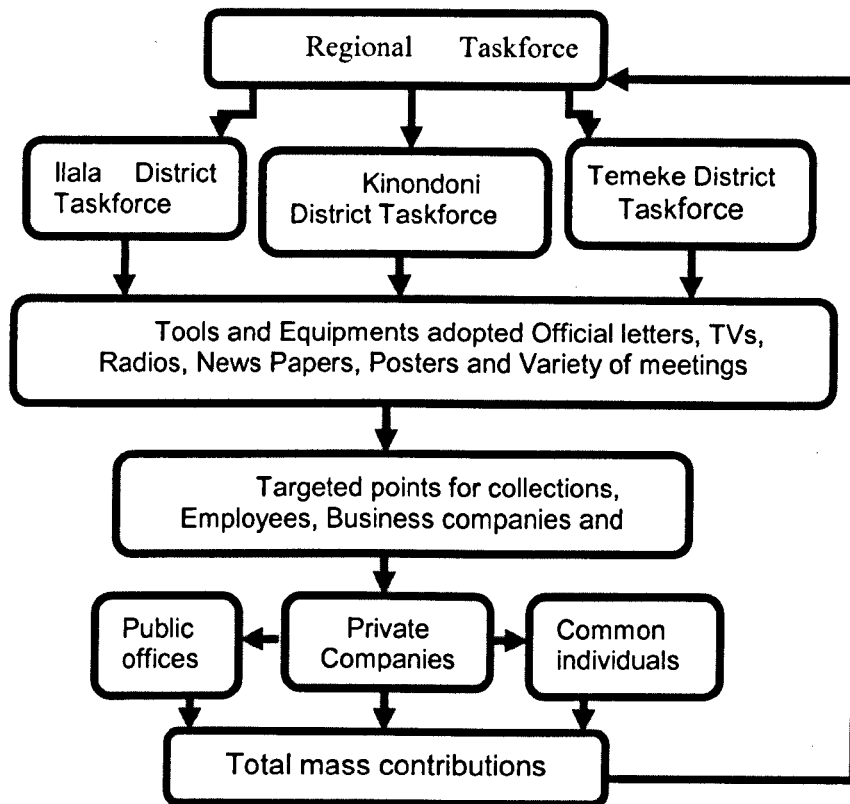 Regional Taskforce
Ilala District
Taskforce
Kinondoni
District Taskforce
Temeke District
Taskforce
Tools and Equipments adopted Official letters, TVs,
Radios, News Papers, Posters and Variety of meetings
Targeted points for collections,
Employees, Business companies and
Public
offices
Private
Companies
Common
individuals
Total mass contributions